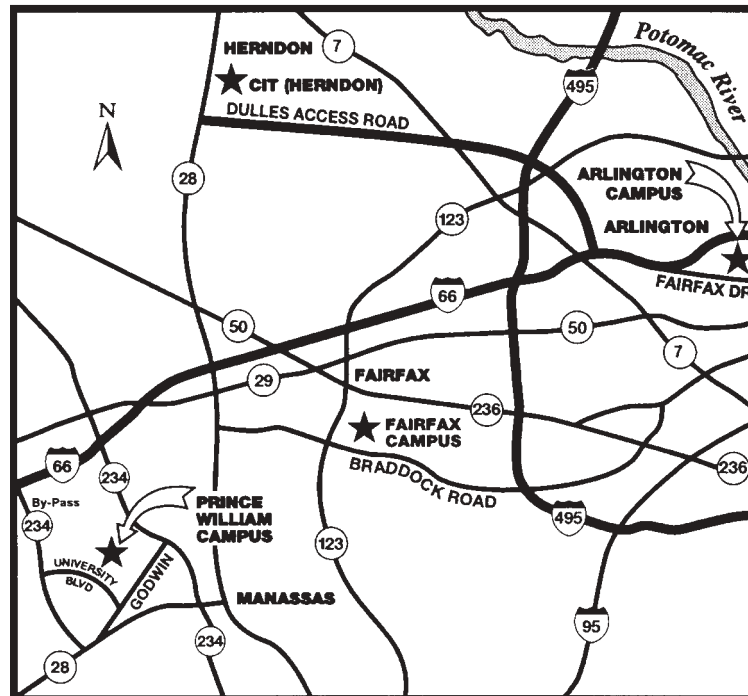 HERNDON
7
Potomac River
CIT (HERNDON)
495
N
DULLES ACCESS ROAD
28
ARLINGTON
CAMPUS
123
ARLINGTON
66
FAIRFAX DR
50
50
7
29
FAIRFAX
236
FAIRFAX
CAMPUS
66
234
236
BRADDOCK ROAD
By-Pass
234
PRINCE
WILLIAM
CAMPUS
495
123
UNIVERSITY
BLVD
GODWIN
MANASSAS
95
234
28